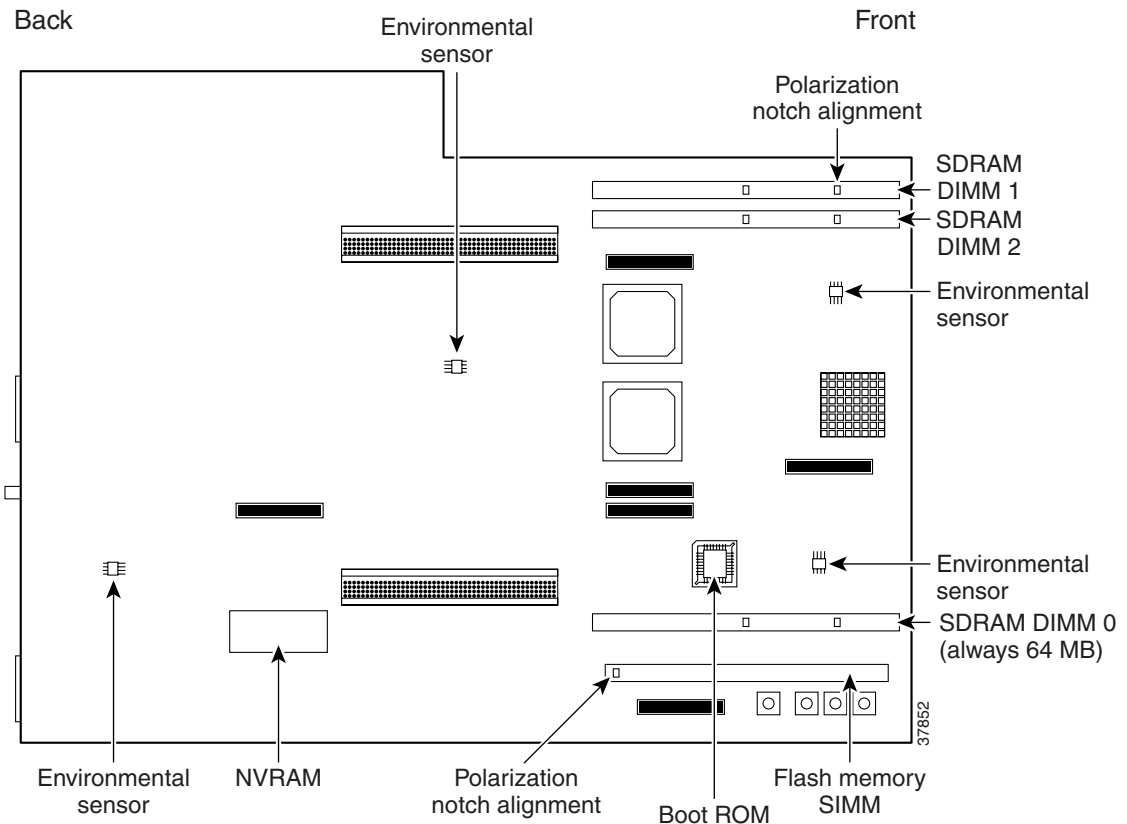 Back
Front
Environmental
sensor
Polarization
notch alignment
SDRAM
DIMM 1
SDRAM
DIMM 2
Environmental
sensor
Environmental
sensor
SDRAM DIMM 0
(always 64 MB)
37852
Environmental
sensor
NVRAM
Polarization
notch alignment
Boot ROM
Flash memory
SIMM